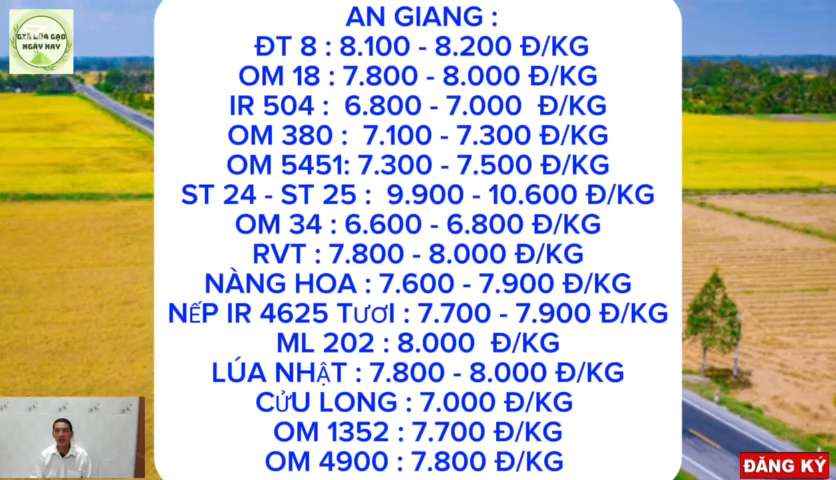 GIÁ LÚA GẠO
NGÀY NAY
AN GIANG :
ĐT 8 : 8.100 - 8.200 Đ/KG
OM 18 : 7.800 - 8.000 Đ/KG
IR 504 : 6.800 - 7.000 Đ/KG
OM 380 : 7.100 - 7.300 Đ/KG
OM 5451: 7.300 - 7.500 Đ/KG
ST 24 - ST 25 : 9.900 - 10.600 Đ/KG
OM 34 : 6.600 - 6.800 Đ/KG
RVT : 7.800 - 8.000 Đ/KG
NÀNG HOA : 7.600 - 7.900 Đ/KG
NẾP IR 4625 TƯƠI : 7.700 - 7.900 Đ/KG
ML 202 : 8.000 Đ/KG
LÚA NHẬT : 7.800 - 8.000 Đ/KG
CỬU LONG : 7.000 Đ/KG
OM 1352 : 7.700 Đ/KG
OM 4900 : 7.800 Đ/KG
ĐĂNG KÝ